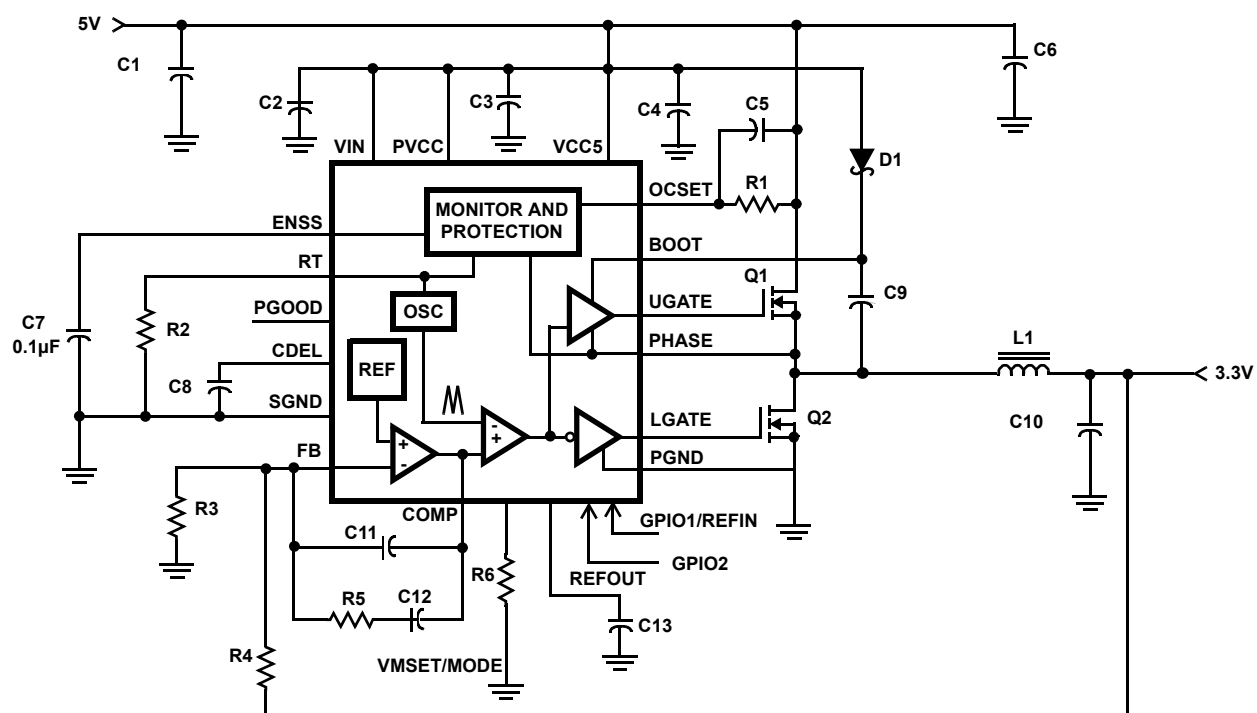 5V
C1
C6
C2
C3
C4
C5
VIN
PVCC
VCC5
D1
OCSET
R1
MONITOR AND
PROTECTION
ENSS
BOOT
RT
Q1
C9
OSC
UGATE
PGOOD
C7
0.1µF
R2
PHASE
L1
CDEL
REF
3.3V
C8
SGND
LGATE
Q2
C10
+
-
-
+
FB
PGND
R3
COMP
GPIO1/REFIN
C11
R6
REFOUT
GPIO2
R5
C12
C13
R4
VMSET/MODE